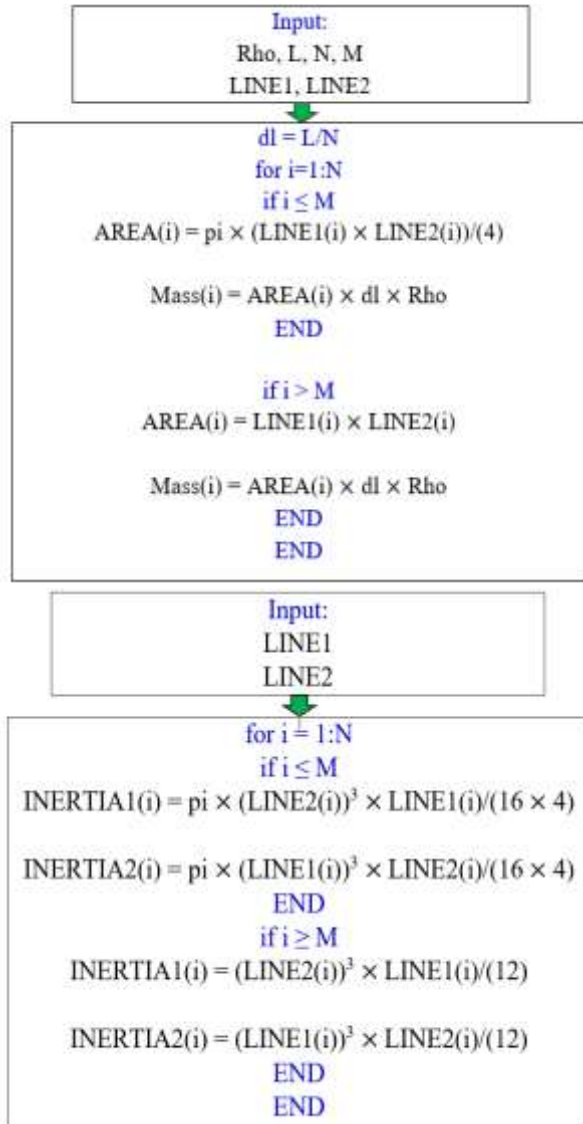 Input:
Rho, L, N, M
LINE1, LINE2
dl = L/N
for i=1:N
if i ≤ M
AREA(i) = pi × (LINE1(i) × LINE2(i))/(4)
Mass(i) = AREA(i) × dl × Rho
END
if i > M
AREA(i) = LINE1(i) × LINE2(i)
Mass(i) = AREA(i) × dl × Rho
END
END
Input:
LINE1
LINE2
for i = 1:N
if i ≤ M
INERTIA1(i) = pi × (LINE2(i))³ × LINE1(i)/(16 × 4)
INERTIA2(i) = pi × (LINE1(i))³ × LINE2(i)/(16 × 4)
END
if i ≥ M
INERTIA1(i) = (LINE2(i))³ × LINE1(i)/(12)
INERTIA2(i) = (LINE1(i))³ × LINE2(i)/(12)
END
END